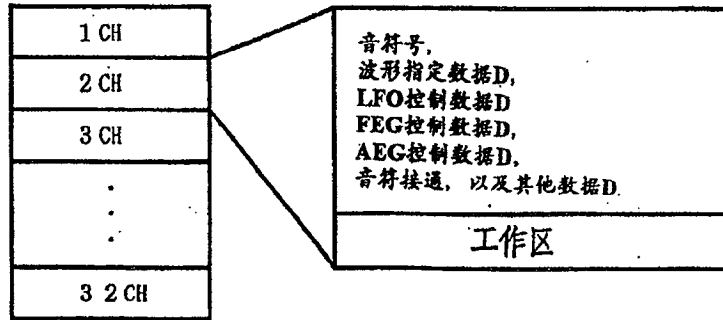 1 CH
2 CH
3 CH
3 2 CH
音符号,
波形指定数据D,
LFO控制数据D
FEG控制数据D,
AEG控制数据D,
音符接通, 以及其他数据D.
工作区